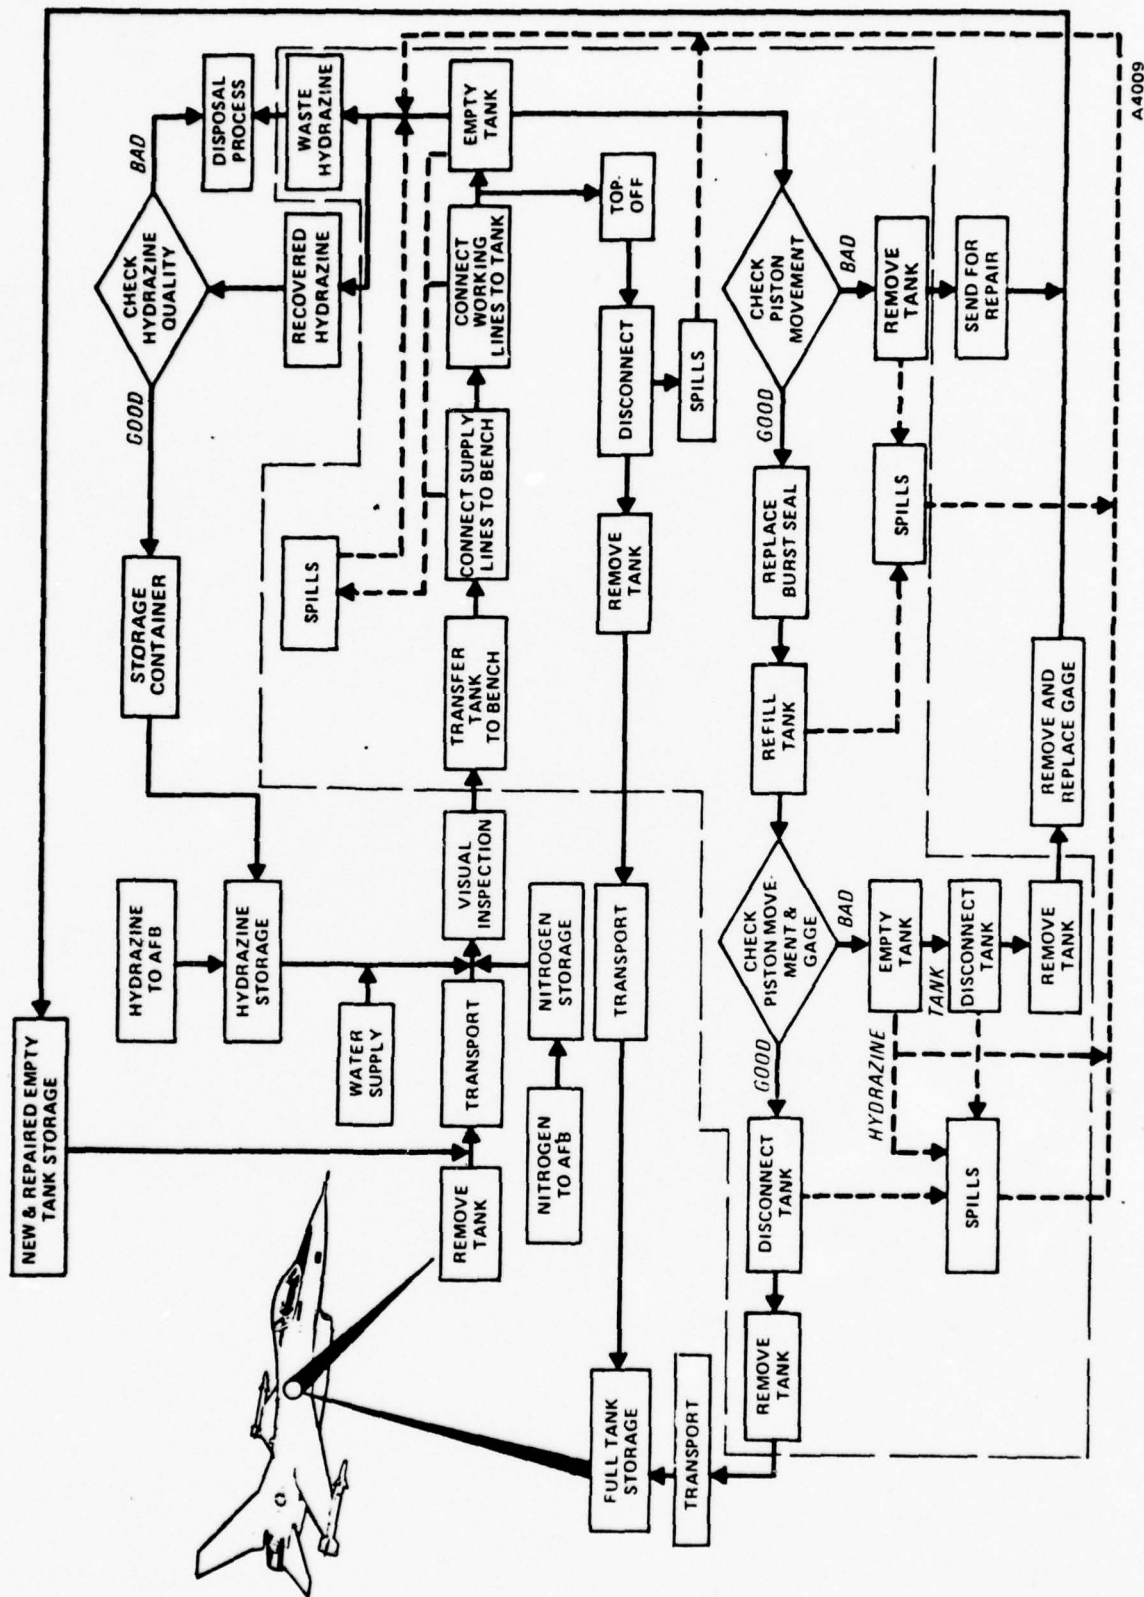 NEW & REPAIRED EMPTY
TANK STORAGE
HYDRAZINE
TO AFB
HYDRAZINE
STORAGE
STORAGE
CONTAINER
GOOD
CHECK
HYDRAZINE
QUALITY
BAD
DISPOSAL
PROCESS
RECOVERED
HYDRAZINE
WASTE
HYDRAZINE
WATER
SUPPLY
SPILLS
REMOVE
TANK
TRANSPORT
VISUAL
INSPECTION
TRANSFER
TANK
TO BENCH
CONNECT SUPPLY
LINES TO BENCH
CONNECT
WORKING
LINES TO TANK
EMPTY
TANK
NITROGEN
TO AFB
NITROGEN
STORAGE
FULL TANK
STORAGE
TRANSPORT
REMOVE
TANK
DISCONNECT
TOP-
OFF
SPILLS
TRANSPORT
REMOVE
TANK
DISCONNECT
TANK
GOOD
CHECK
PISTON MOVE-
MENT &
GAGE
BAD
REFILL
TANK
REPLACE
BURST SEAL
GOOD
CHECK
PISTON
MOVEMENT
BAD
HYDRAZINE
EMPTY
TANK
TANK
SPILLS
REMOVE
TANK
SPILLS
DISCONNECT
TANK
SEND FOR
REPAIR
REMOVE
TANK
REMOVE AND
REPLACE GAGE
A4009